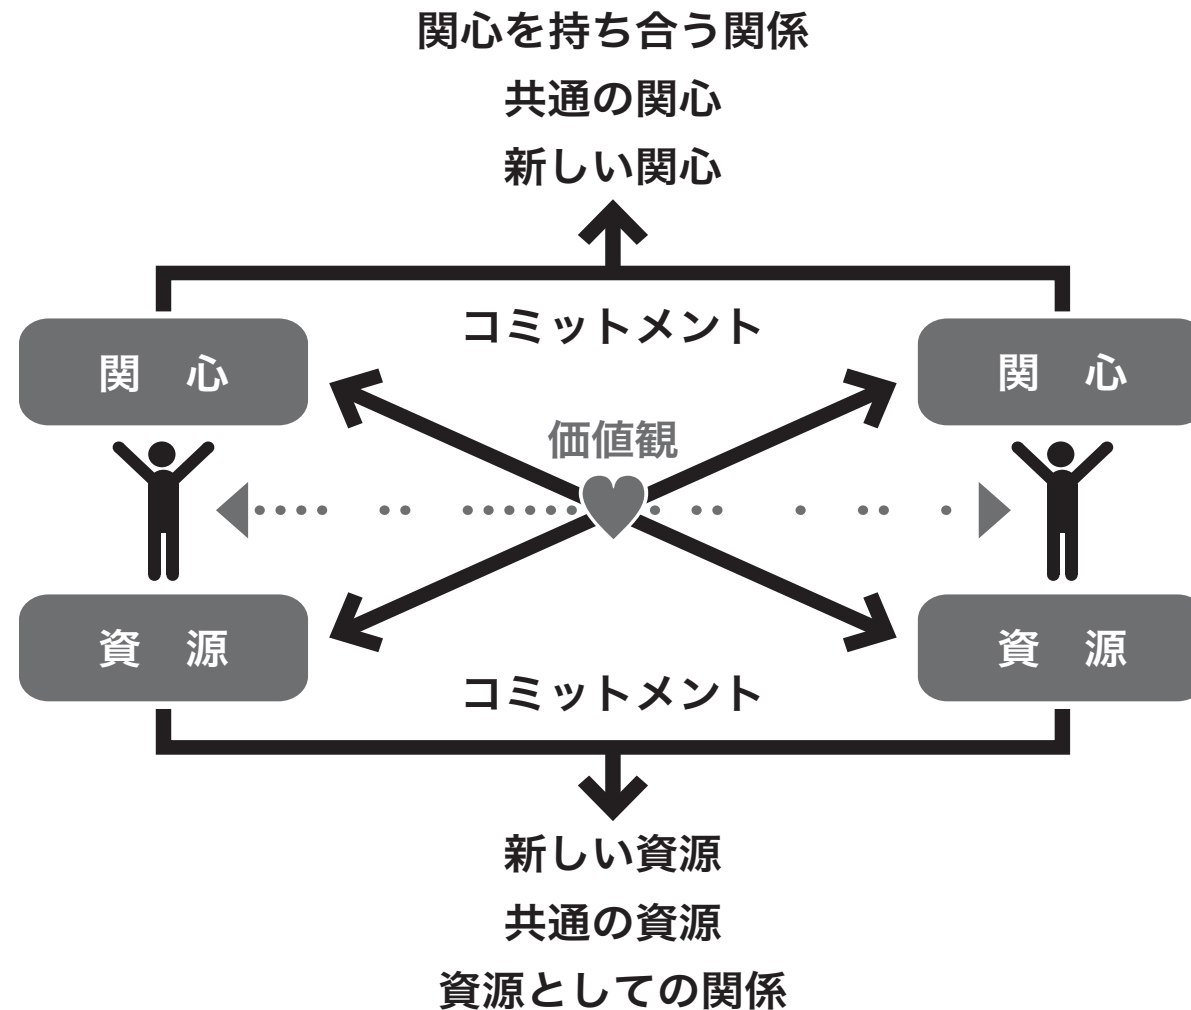 関心を持ち合う関係
共通の関心
新しい関心
コミットメント
関　心
関　心
価値観
資　源
資　源
コミットメント
新しい資源
共通の資源
資源としての関係